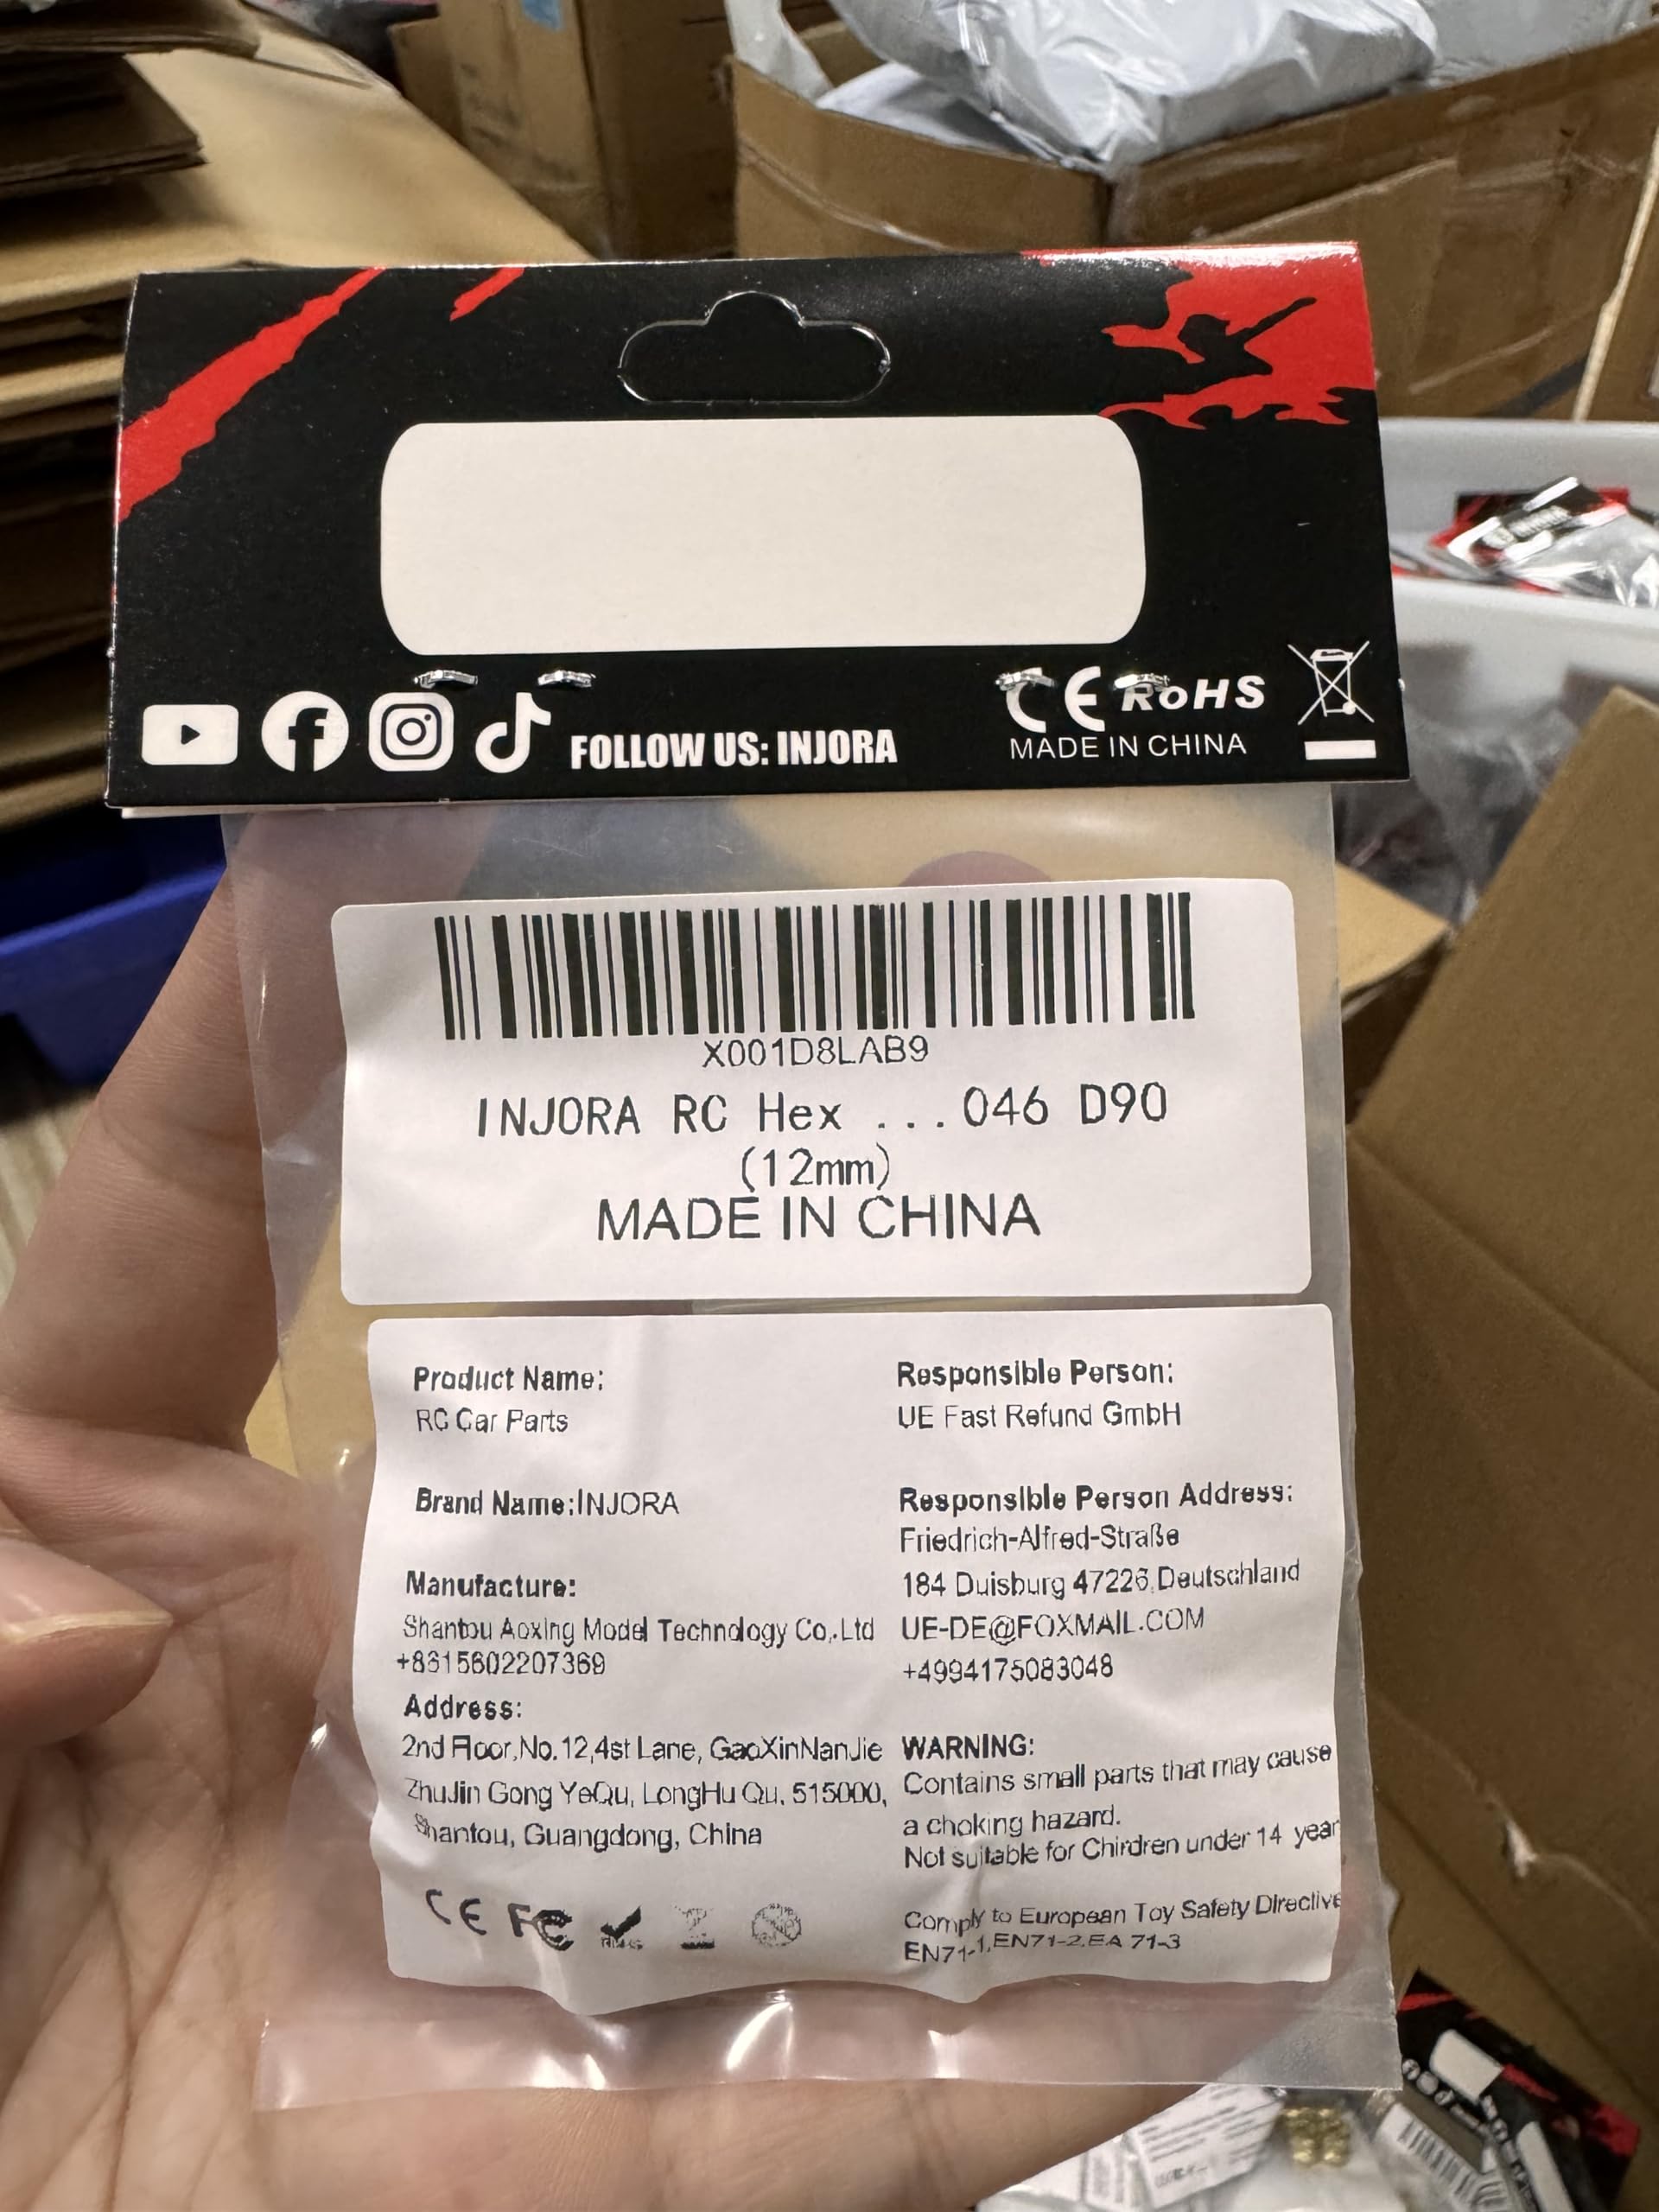 FOLLOW US: INJORA
CE RoHS
MADE IN CHINA
X001D8LAB9
INJORA RC Hex ...046 D90
(12mm)
MADE IN CHINA
Product Name:
RC Car Parts
Brand Name:INJORA
Manufacture:
Shantou Aoxing Model Technology Co,.Ltd
+8615602207369
Address:
2nd Floor,No.12,4st Lane, GaoXinNanJie
ZhuJin Gong YeQu, LongHu Qu, 515000,
Shantou, Guangdong, China
CE FC
Responsible Person:
UE Fast Refund GmbH
Responsible Person Address:
Friedrich-Alfred-Straße
184 Duisburg 47226,Deutschland
UE-DE@FOXMAIL.COM
+4994175083048
WARNING:
Contains small parts that may cause
a choking hazard.
Not suitable for Chirdren under 14 year
Comply to European Toy Safety Directive
EN71-1,EN71-2,EA 71-3